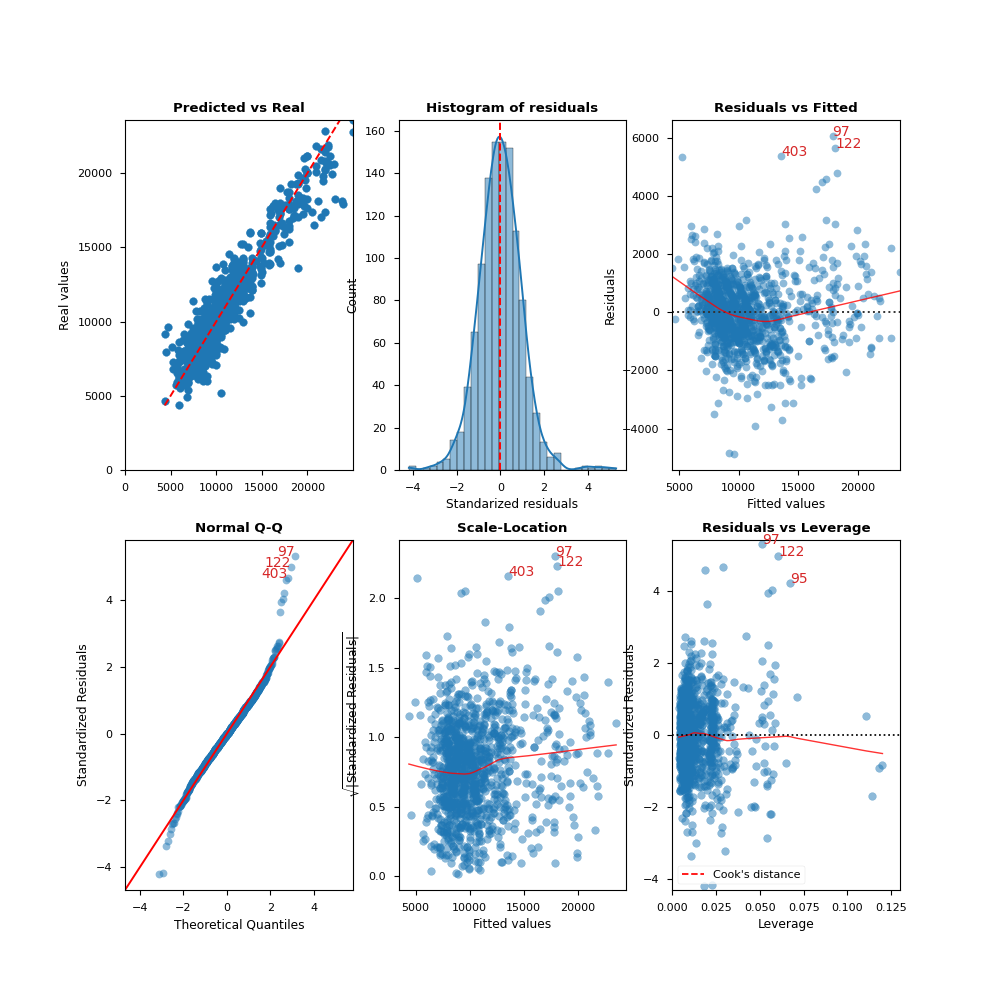 Predicted vs Real
Real values
20000
15000
10000
5000
0
0 5000 10000 15000 20000
Histogram of residuals
Count
160
140
120
100
80
60
40
20
0
−4 −2 0 2 4
Standarized residuals
Residuals vs Fitted
Residuals
6000
4000
2000
0
−2000
−4000
97
122
403
5000 10000 15000 20000
Fitted values
Normal Q-Q
Standardized Residuals
4
2
0
−2
−4
97
122
403
−4 −2 0 2 4
Theoretical Quantiles
Scale-Location
√|Standardized Residuals|
2.0
1.5
1.0
0.5
0.0
97
122
403
5000 10000 15000 20000
Fitted values
Residuals vs Leverage
Standardized Residuals
4
2
0
−2
−4
97
122
95
Cook's distance
0.000 0.025 0.050 0.075 0.100 0.125
Leverage